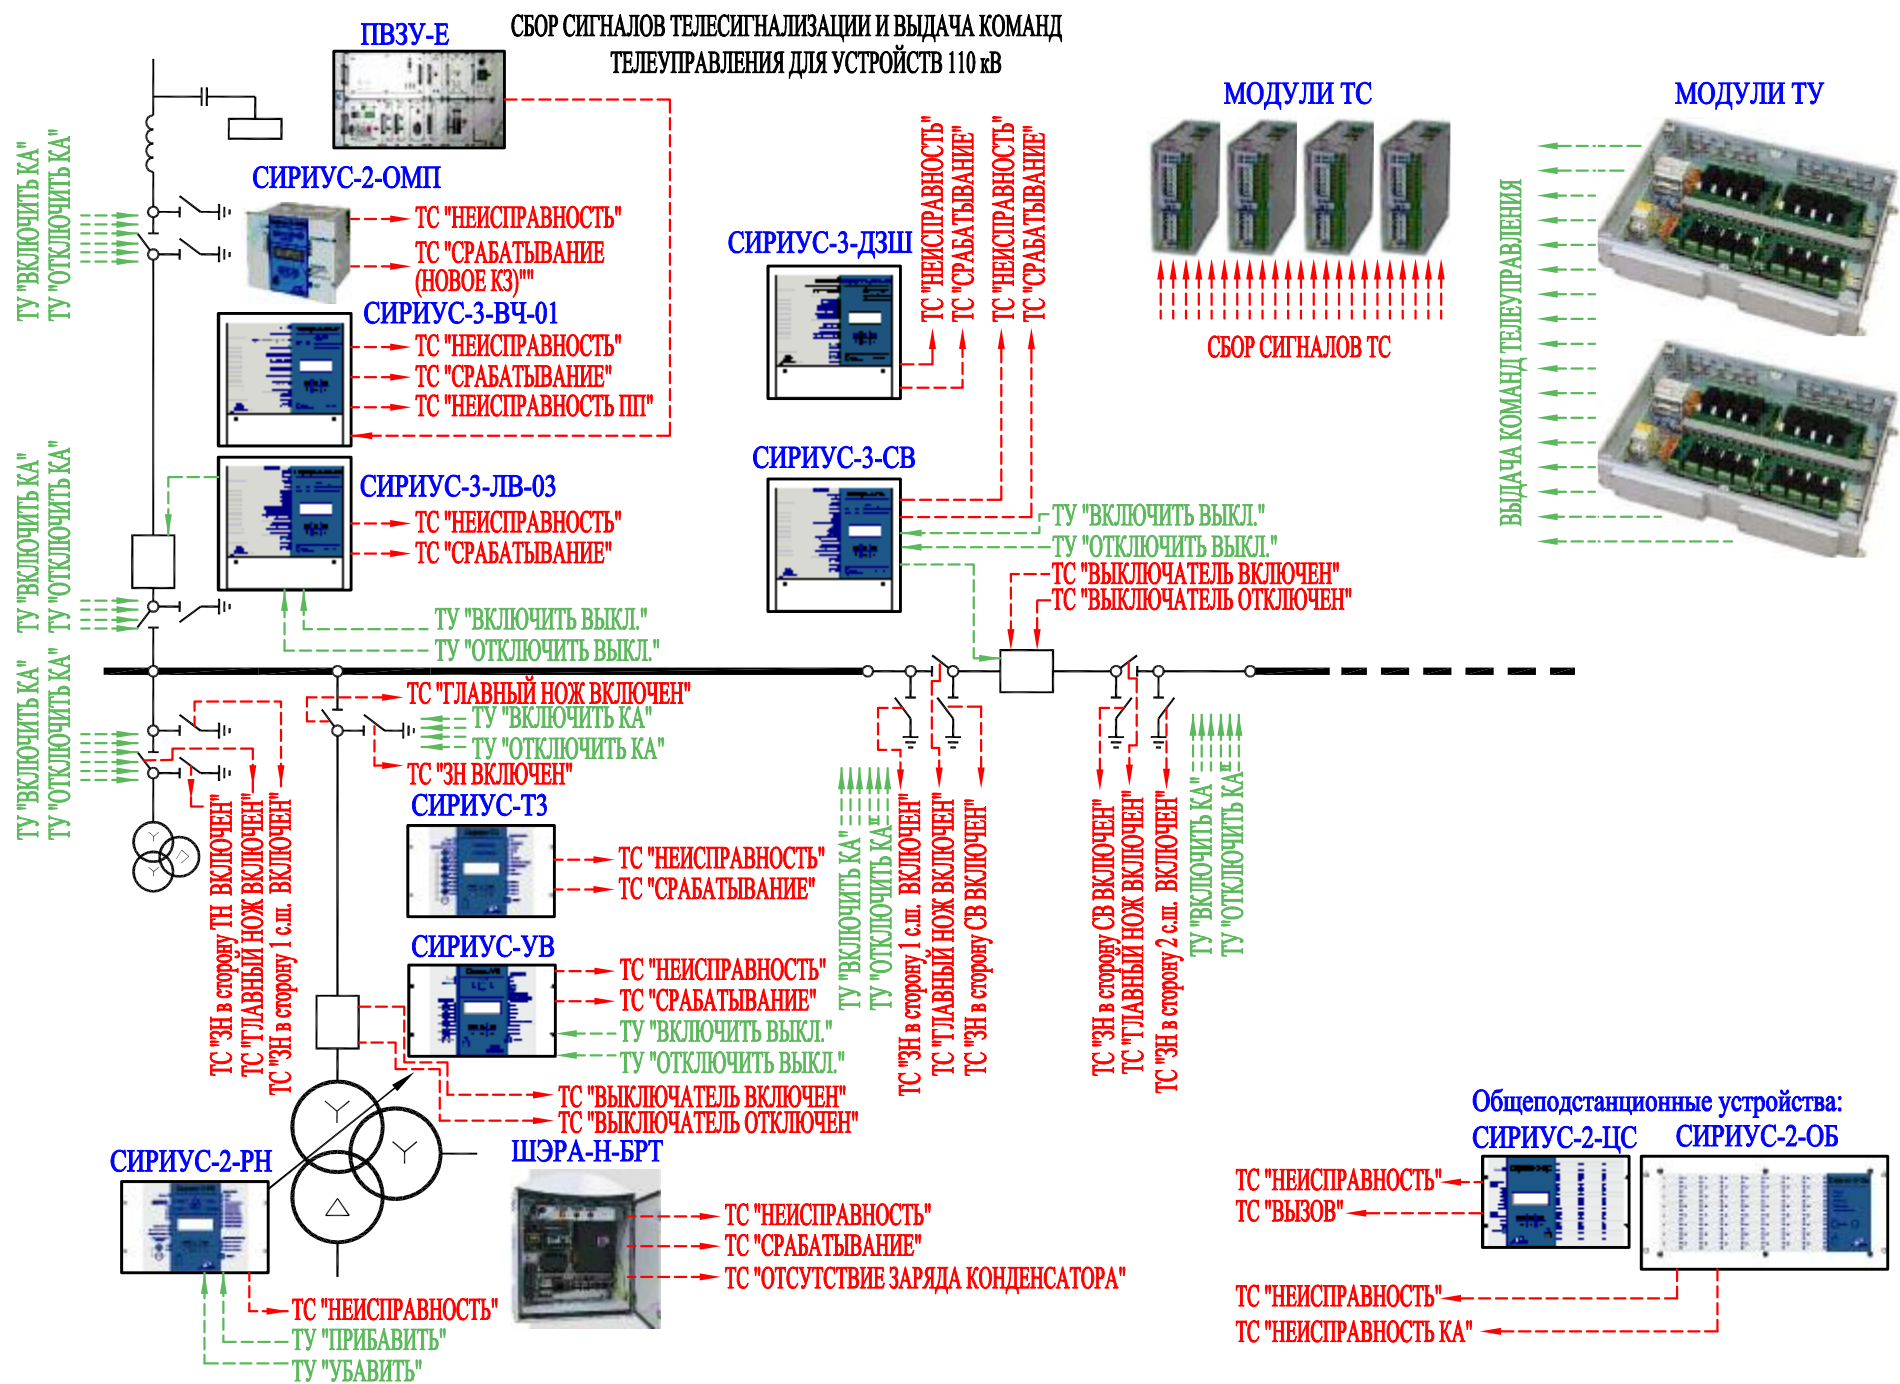 СБОР СИГНАЛОВ ТЕЛЕСИГНАЛИЗАЦИИ И ВЫДАЧА КОМАНД
ТЕЛЕУПРАВЛЕНИЯ ДЛЯ УСТРОЙСТВ 110 кВ
ПВЗУ-Е
МОДУЛИ ТС
МОДУЛИ ТУ
ТУ "ВКЛЮЧИТЬ КА"
ТУ "ОТКЛЮЧИТЬ КА"
СИРИУС-2-ОМП
ТС "НЕИСПРАВНОСТЬ"
ТС "СРАБАТЫВАНИЕ
(НОВОЕ КЗ)""
СИРИУС-3-ВЧ-01
ТС "НЕИСПРАВНОСТЬ"
ТС "СРАБАТЫВАНИЕ"
ТС "НЕИСПРАВНОСТЬ ПП"
СИРИУС-3-ДЗШ
ТС "НЕИСПРАВНОСТЬ"
ТС "СРАБАТЫВАНИЕ"
ТС "НЕИСПРАВНОСТЬ"
ТС "СРАБАТЫВАНИЕ"
СБОР СИГНАЛОВ ТС
ВЫДАЧА КОМАНД ТЕЛЕУПРАВЛЕНИЯ
ТУ "ВКЛЮЧИТЬ КА"
ТУ "ОТКЛЮЧИТЬ КА"
СИРИУС-3-ЛВ-03
ТС "НЕИСПРАВНОСТЬ"
ТС "СРАБАТЫВАНИЕ"
ТУ "ВКЛЮЧИТЬ ВЫКЛ."
ТУ "ОТКЛЮЧИТЬ ВЫКЛ."
СИРИУС-3-СВ
ТУ "ВКЛЮЧИТЬ ВЫКЛ."
ТУ "ОТКЛЮЧИТЬ ВЫКЛ."
ТС "ВЫКЛЮЧАТЕЛЬ ВКЛЮЧЕН"
ТС "ВЫКЛЮЧАТЕЛЬ ОТКЛЮЧЕН"
ТУ "ВКЛЮЧИТЬ КА"
ТУ "ОТКЛЮЧИТЬ КА"
ТС "ГЛАВНЫЙ НОЖ ВКЛЮЧЕН"
ТУ "ВКЛЮЧИТЬ КА"
ТУ "ОТКЛЮЧИТЬ КА"
ТС "ЗН ВКЛЮЧЕН"
ТС "ЗН в сторону ТН ВКЛЮЧЕН"
ТС "ГЛАВНЫЙ НОЖ ВКЛЮЧЕН"
ТС "ЗН в сторону 1 с.ш. ВКЛЮЧЕН"
СИРИУС-Т3
ТС "НЕИСПРАВНОСТЬ"
ТС "СРАБАТЫВАНИЕ"
СИРИУС-УВ
ТС "НЕИСПРАВНОСТЬ"
ТС "СРАБАТЫВАНИЕ"
ТУ "ВКЛЮЧИТЬ ВЫКЛ."
ТУ "ОТКЛЮЧИТЬ ВЫКЛ."
ТС "ВЫКЛЮЧАТЕЛЬ ВКЛЮЧЕН"
ТС "ВЫКЛЮЧАТЕЛЬ ОТКЛЮЧЕН"
ТУ "ВКЛЮЧИТЬ КА"
ТУ "ОТКЛЮЧИТЬ КА"
ТС "ЗН в сторону 1 с.ш. ВКЛЮЧЕН"
ТС "ГЛАВНЫЙ НОЖ ВКЛЮЧЕН"
ТС "ЗН в сторону СВ ВКЛЮЧЕН"
ТС "ЗН в сторону СВ ВКЛЮЧЕН"
ТС "ГЛАВНЫЙ НОЖ ВКЛЮЧЕН"
ТС "ЗН в сторону 2 с.ш. ВКЛЮЧЕН"
ТУ "ВКЛЮЧИТЬ КА"
ТУ "ОТКЛЮЧИТЬ КА"
СИРИУС-2-РН
ТС "НЕИСПРАВНОСТЬ"
ТУ "ПРИБАВИТЬ"
ТУ "УБАВИТЬ"
ШЭРА-Н-БРТ
ТС "НЕИСПРАВНОСТЬ"
ТС "СРАБАТЫВАНИЕ"
ТС "ОТСУТСТВИЕ ЗАРЯДА КОНДЕНСАТОРА"
Общеподстанционные устройства:
СИРИУС-2-ЦС
СИРИУС-2-ОБ
ТС "НЕИСПРАВНОСТЬ"
ТС "ВЫЗОВ"
ТС "НЕИСПРАВНОСТЬ"
ТС "НЕИСПРАВНОСТЬ КА"